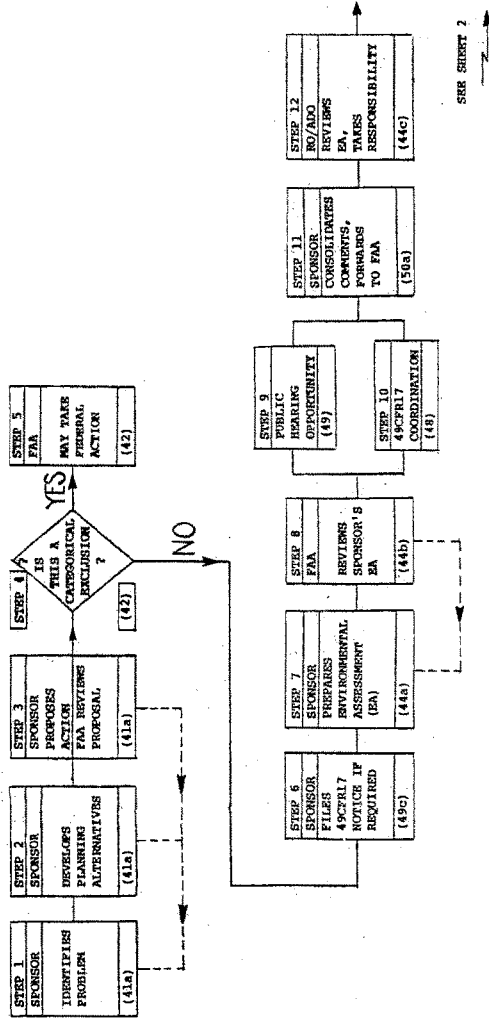 STEP 1
SPONSOR
IDENTIFIES
PROBLEM
(41a)
STEP 2
SPONSOR
DEVELOPS
PLANNING
ALTERNATIVES
(41a)
STEP 3
SPONSOR
PROPOSES
ACTION
FAA REVIEWS
PROPOSAL
(41a)
STEP 4
?
IS
THIS A
CATEGORICAL
EXCLUSION
?
(42)
YES
NO
STEP 5
FAA
MAY TAKE
FEDERAL
ACTION
(42)
STEP 6
SPONSOR
FILES
49CFR17
NOTICE IF
REQUIRED
(49c)
STEP 7
SPONSOR
PREPARES
ENVIRONMENTAL
ASSESSMENT
(EA)
(44a)
STEP 8
FAA
REVIEWS
SPONSOR'S
EA
(44b)
STEP 9
PUBLIC
HEARING
OPPORTUNITY
(49)
STEP 10
49CFR17
COORDINATION
(48)
STEP 11
SPONSOR
CONSOLIDATES
COMMENTS,
FORWARDS
TO FAA
(50a)
STEP 12
RO/ADO
REVIEWS
EA,
TAKES
RESPONSIBILITY
(44c)
SEE SHEET 2